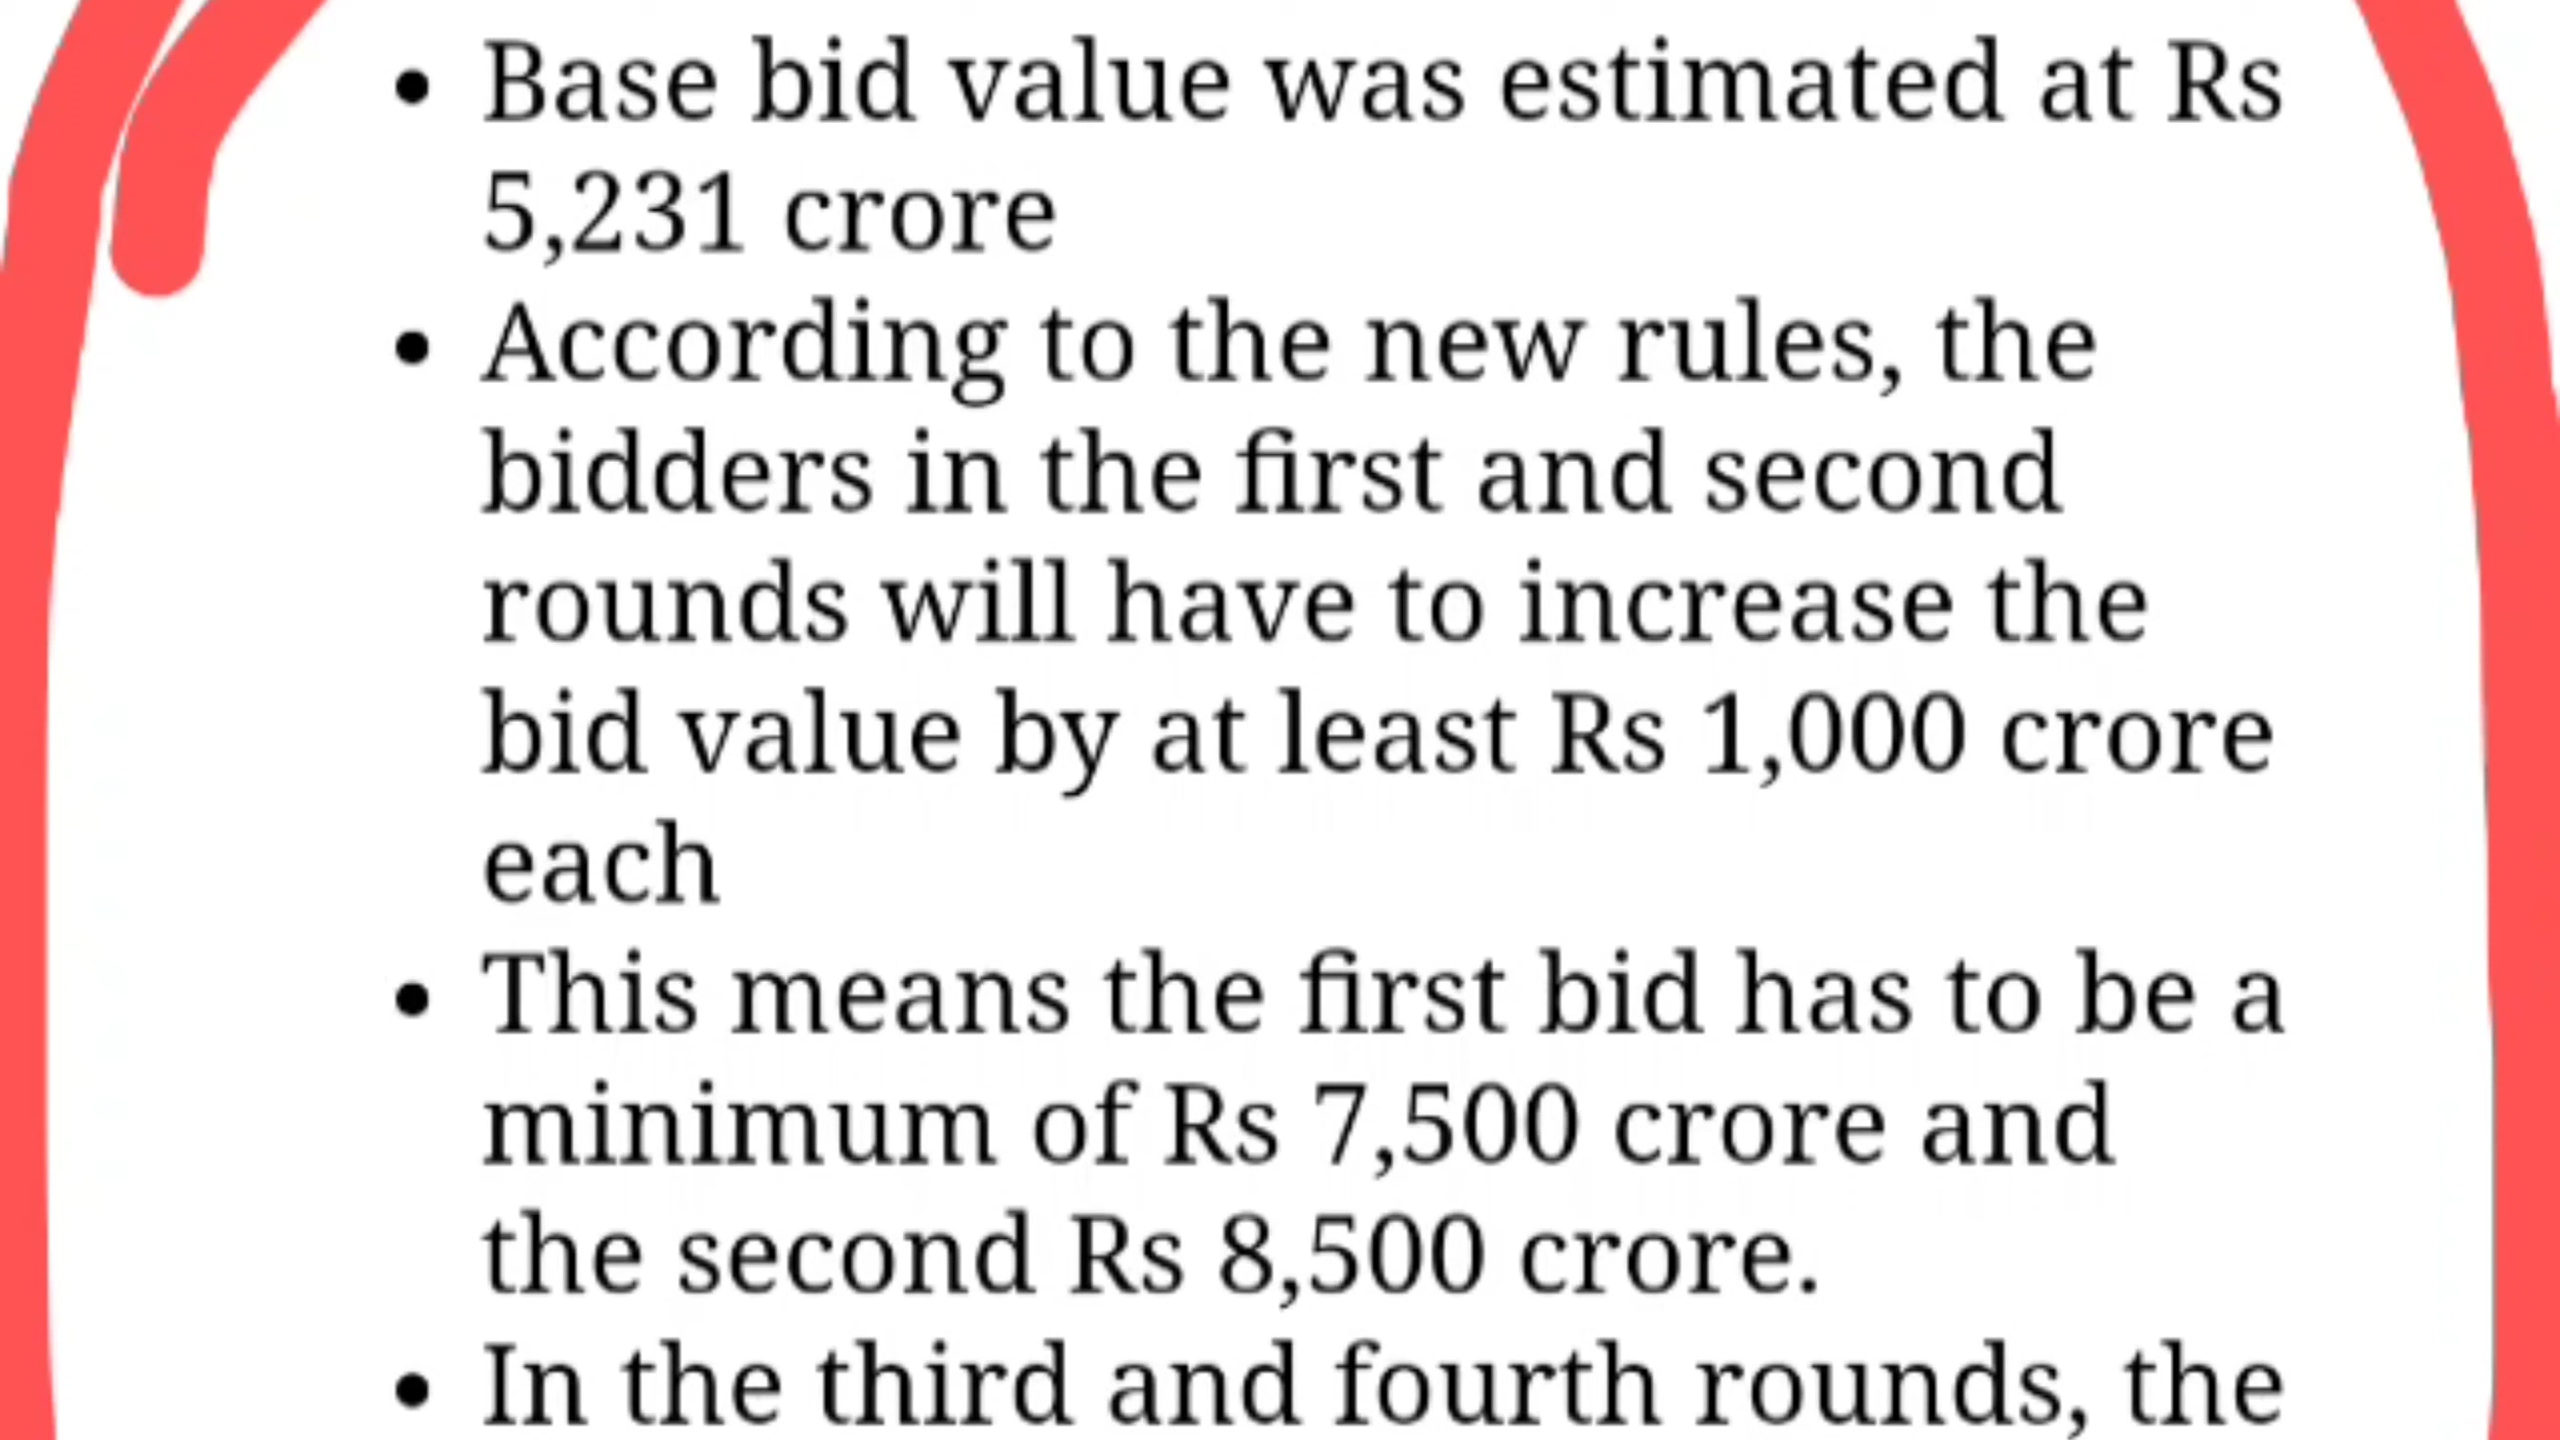 • Base bid value was estimated at Rs
5,231 crore
• According to the new rules, the
bidders in the first and second
rounds will have to increase the
bid value by at least Rs 1,000 crore
each
• This means the first bid has to be a
minimum of Rs 7,500 crore and
the second Rs 8,500 crore.
• In the third and fourth rounds, the